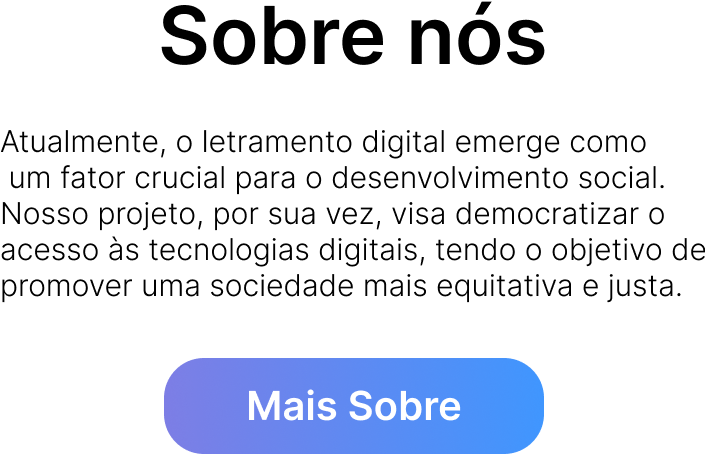 Sobre nós
Atualmente, o letramento digital emerge como
um fator crucial para o desenvolvimento social.
Nosso projeto, por sua vez, visa democratizar o
acesso às tecnologias digitais, tendo o objetivo de
promover uma sociedade mais equitativa e justa.
Mais Sobre